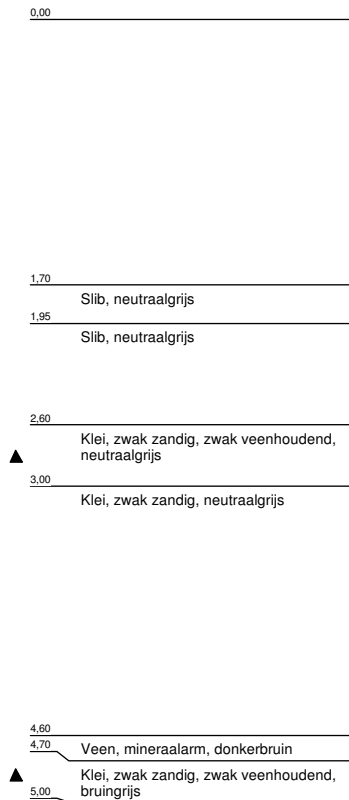 0,00
1,70
Slib, neutraalgrijs
1,95
Slib, neutraalgrijs
2,60
Klei, zwak zandig, zwak veenhoudend,
neutraalgrijs
3,00
Klei, zwak zandig, neutraalgrijs
4,60
4,70
Veen, mineraalarm, donkerbruin
Klei, zwak zandig, zwak veenhoudend,
bruingrijs
5,00